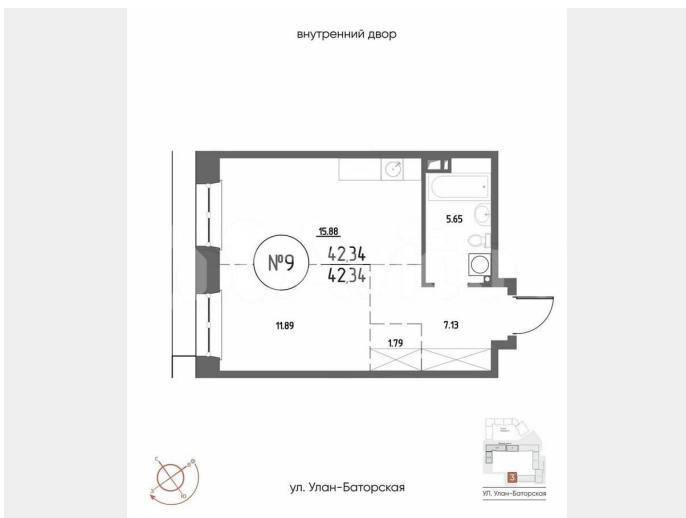 внутренний двор
15.88
5.65
№9
42,34
42,34
11.89
1.79
7.13
С
В
Ю
З
3
ул. Улан-Баторская
УЛ. Улан-Баторская